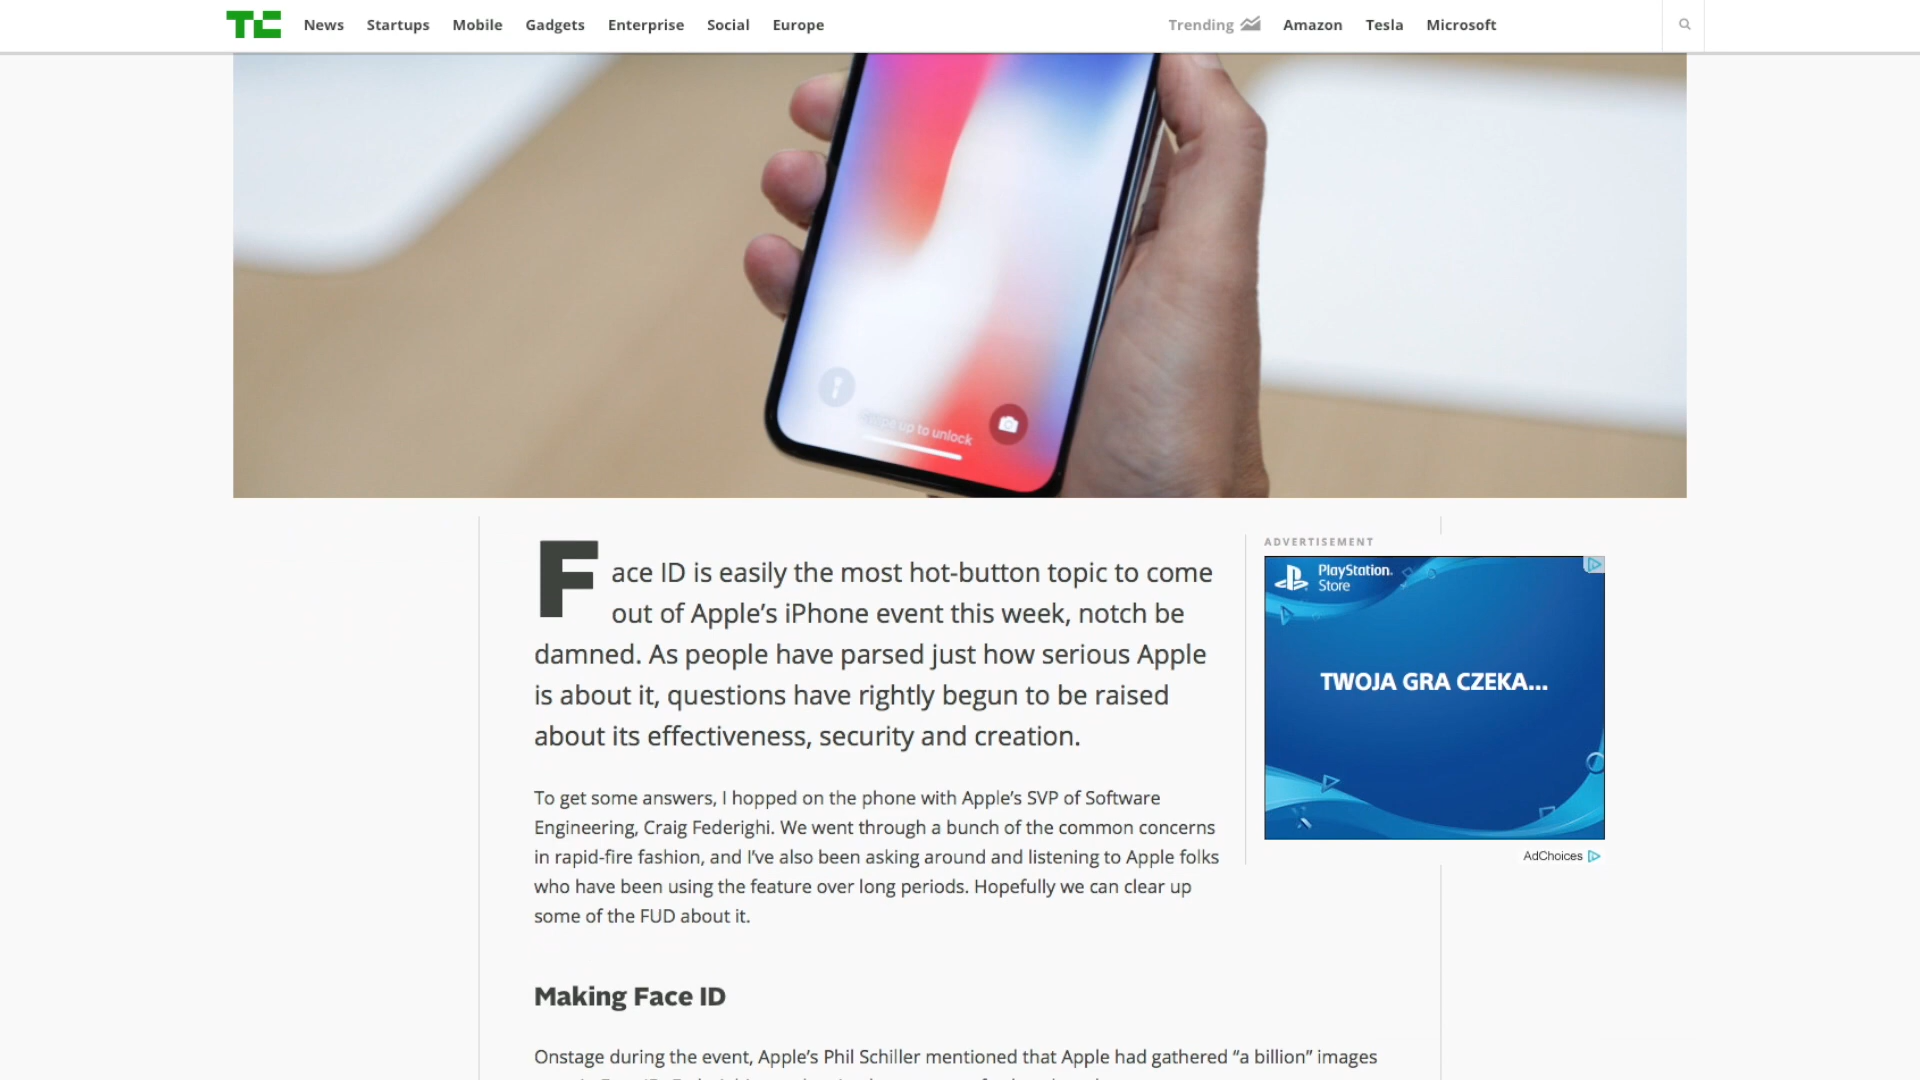 TC News Startups Mobile Gadgets Enterprise Social Europe Trending Amazon Tesla Microsoft
Swipe up to unlock
Face ID is easily the most hot-button topic to come
out of Apple’s iPhone event this week, notch be
damned. As people have parsed just how serious Apple
is about it, questions have rightly begun to be raised
about its effectiveness, security and creation.
To get some answers, I hopped on the phone with Apple’s SVP of Software
Engineering, Craig Federighi. We went through a bunch of the common concerns
in rapid-fire fashion, and I’ve also been asking around and listening to Apple folks
who have been using the feature over long periods. Hopefully we can clear up
some of the FUD about it.
Making Face ID
Onstage during the event, Apple’s Phil Schiller mentioned that Apple had gathered “a billion” images
ADVERTISEMENT
PlayStation.
Store
TWOJA GRA CZEKA...
AdChoices